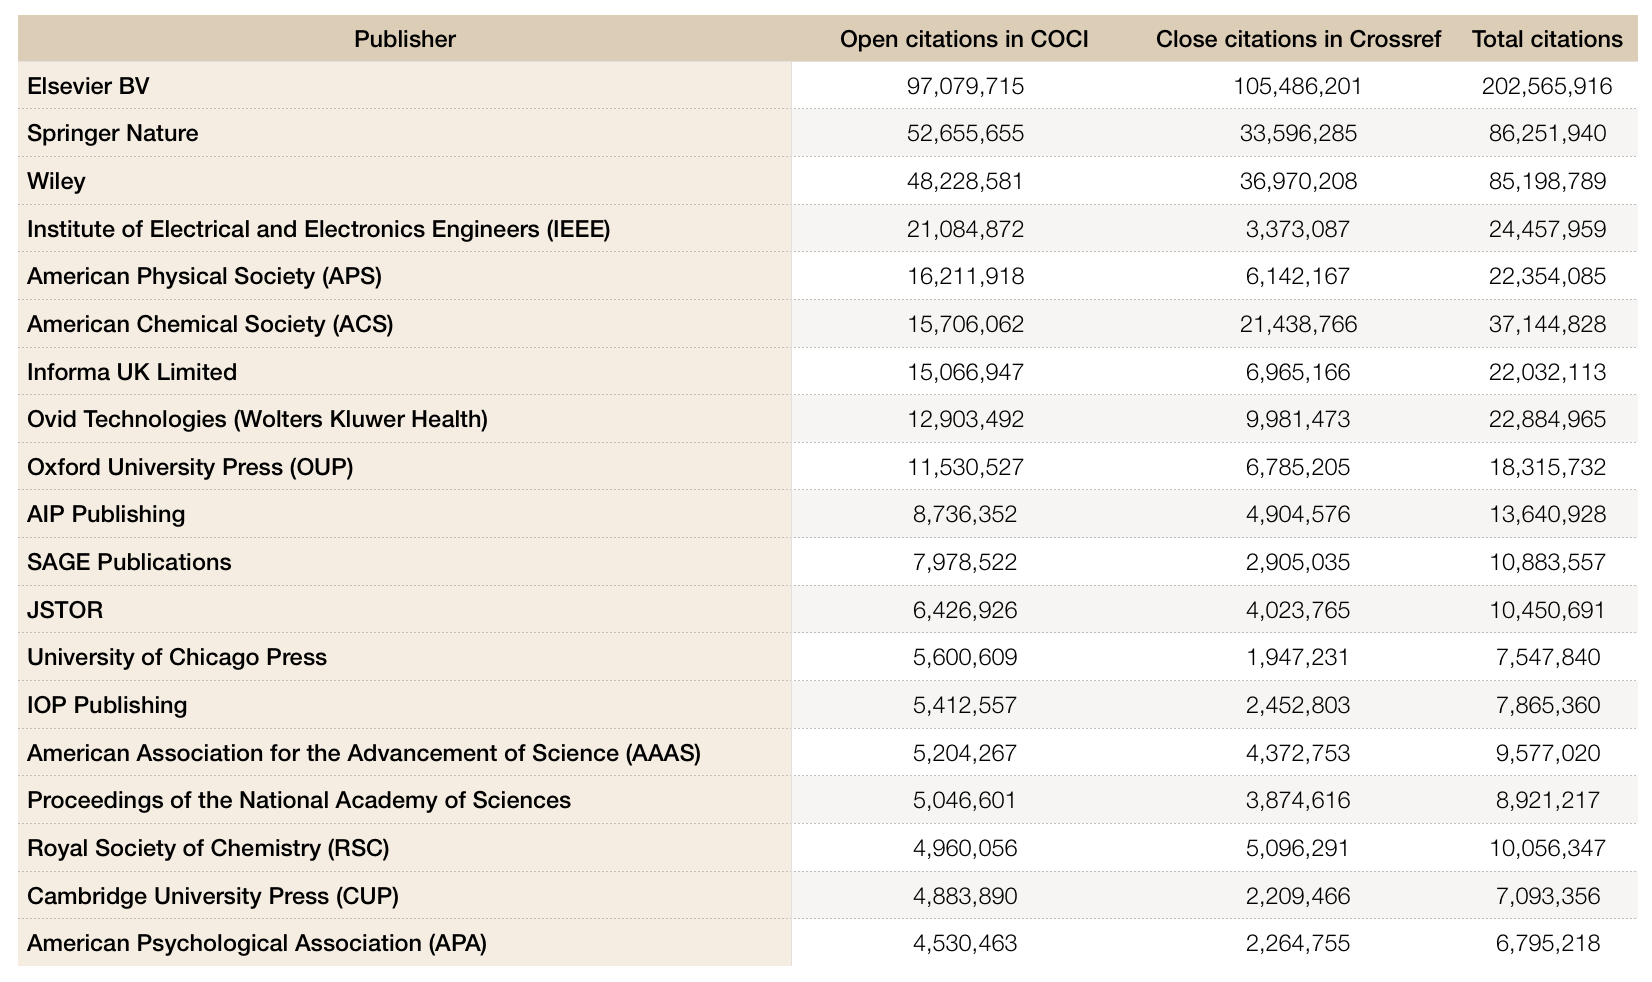 Publisher Open citations in COCI Close citations in Crossref Total citations
Elsevier BV 97,079,715 105,486,201 202,565,916
Springer Nature 52,655,655 33,596,285 86,251,940
Wiley 48,228,581 36,970,208 85,198,789
Institute of Electrical and Electronics Engineers (IEEE) 21,084,872 3,373,087 24,457,959
American Physical Society (APS) 16,211,918 6,142,167 22,354,085
American Chemical Society (ACS) 15,706,062 21,438,766 37,144,828
Informa UK Limited 15,066,947 6,965,166 22,032,113
Ovid Technologies (Wolters Kluwer Health) 12,903,492 9,981,473 22,884,965
Oxford University Press (OUP) 11,530,527 6,785,205 18,315,732
AIP Publishing 8,736,352 4,904,576 13,640,928
SAGE Publications 7,978,522 2,905,035 10,883,557
JSTOR 6,426,926 4,023,765 10,450,691
University of Chicago Press 5,600,609 1,947,231 7,547,840
IOP Publishing 5,412,557 2,452,803 7,865,360
American Association for the Advancement of Science (AAAS) 5,204,267 4,372,753 9,577,020
Proceedings of the National Academy of Sciences 5,046,601 3,874,616 8,921,217
Royal Society of Chemistry (RSC) 4,960,056 5,096,291 10,056,347
Cambridge University Press (CUP) 4,883,890 2,209,466 7,093,356
American Psychological Association (APA) 4,530,463 2,264,755 6,795,218